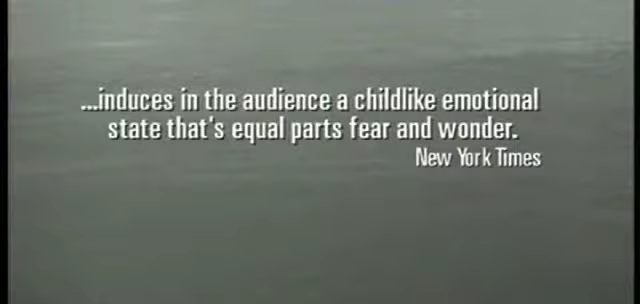 ...induces in the audience a childlike emotional
state that's equal parts fear and wonder.
New York Times